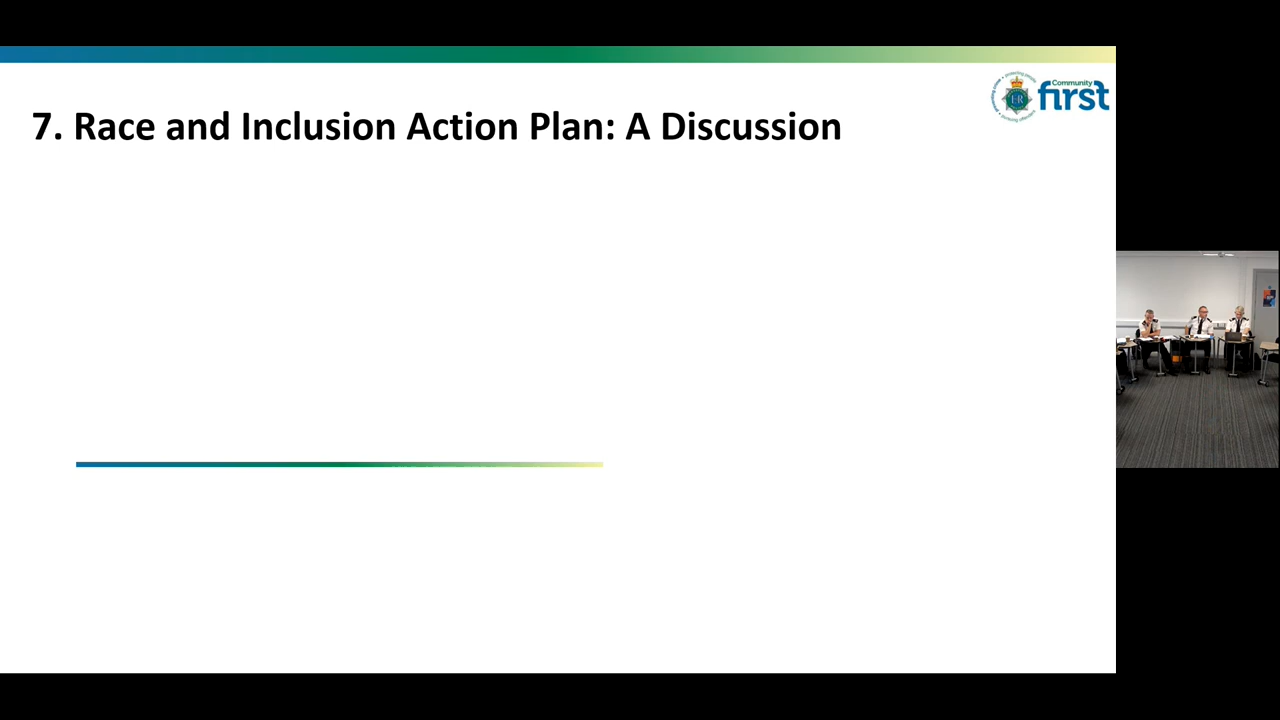 7. Race and Inclusion Action Plan: A Discussion
Community
first